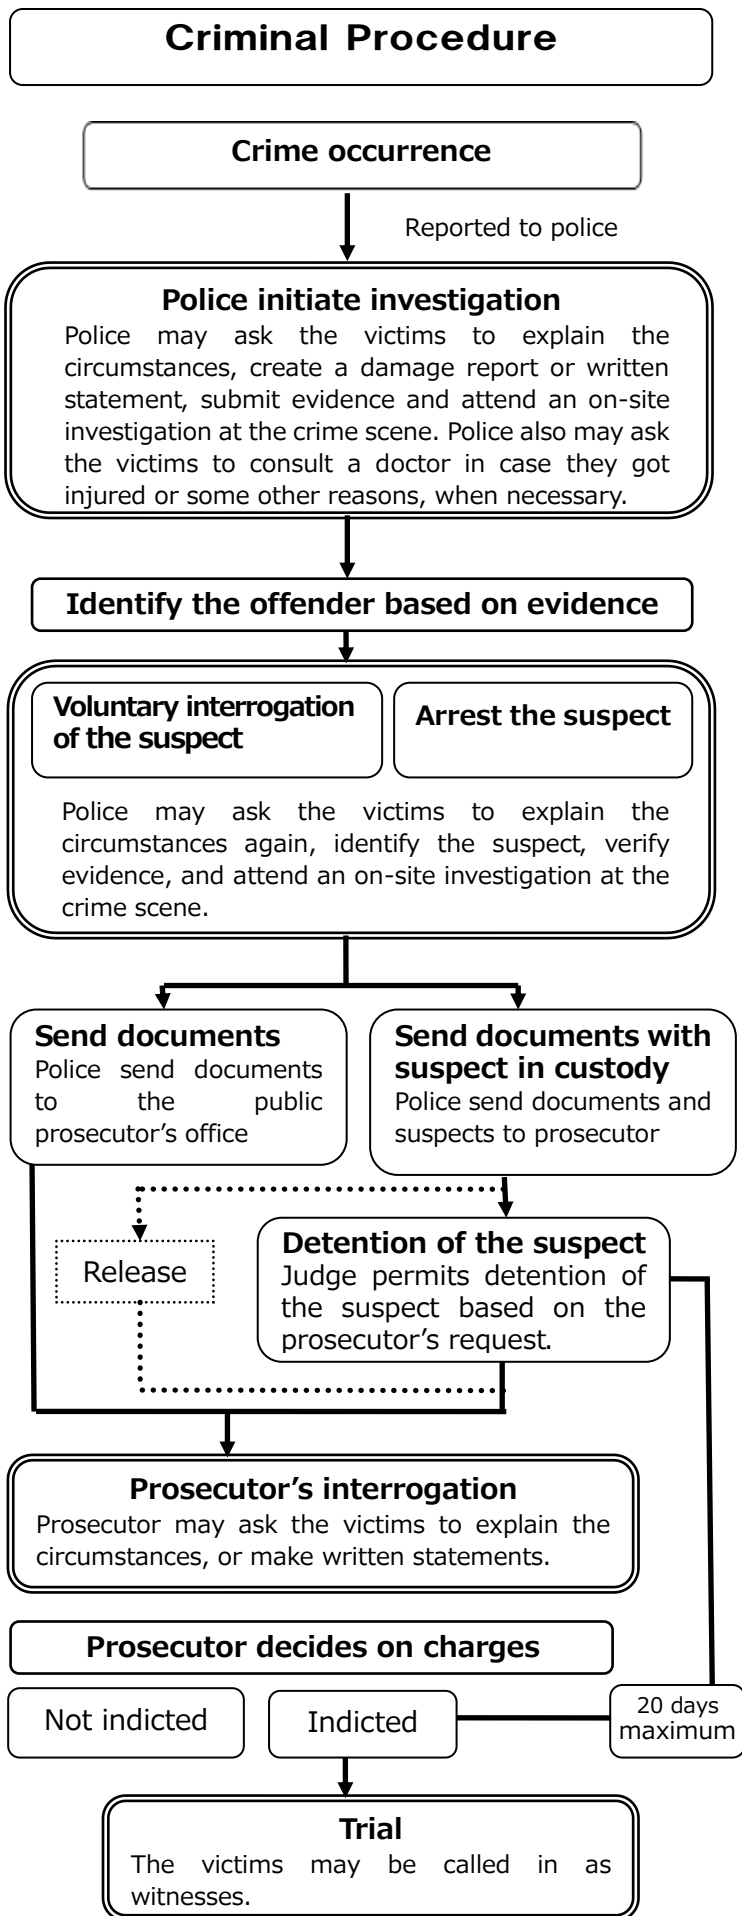 Criminal Procedure
Crime occurrence
Reported to police
Police initiate investigation
Police may ask the victims to explain the
circumstances, create a damage report or written
statement, submit evidence and attend an on-site
investigation at the crime scene. Police also may ask
the victims to consult a doctor in case they got
injured or some other reasons, when necessary.
Identify the offender based on evidence
Voluntary interrogation
of the suspect
Arrest the suspect
Police may ask the victims to explain the
circumstances again, identify the suspect, verify
evidence, and attend an on-site investigation at the
crime scene.
Send documents
Police send documents
to the public
prosecutor’s office
Send documents with
suspect in custody
Police send documents and
suspects to prosecutor
Release
Detention of the suspect
Judge permits detention of
the suspect based on the
prosecutor’s request.
Prosecutor’s interrogation
Prosecutor may ask the victims to explain the
circumstances, or make written statements.
Prosecutor decides on charges
Not indicted
Indicted
20 days
maximum
Trial
The victims may be called in as
witnesses.